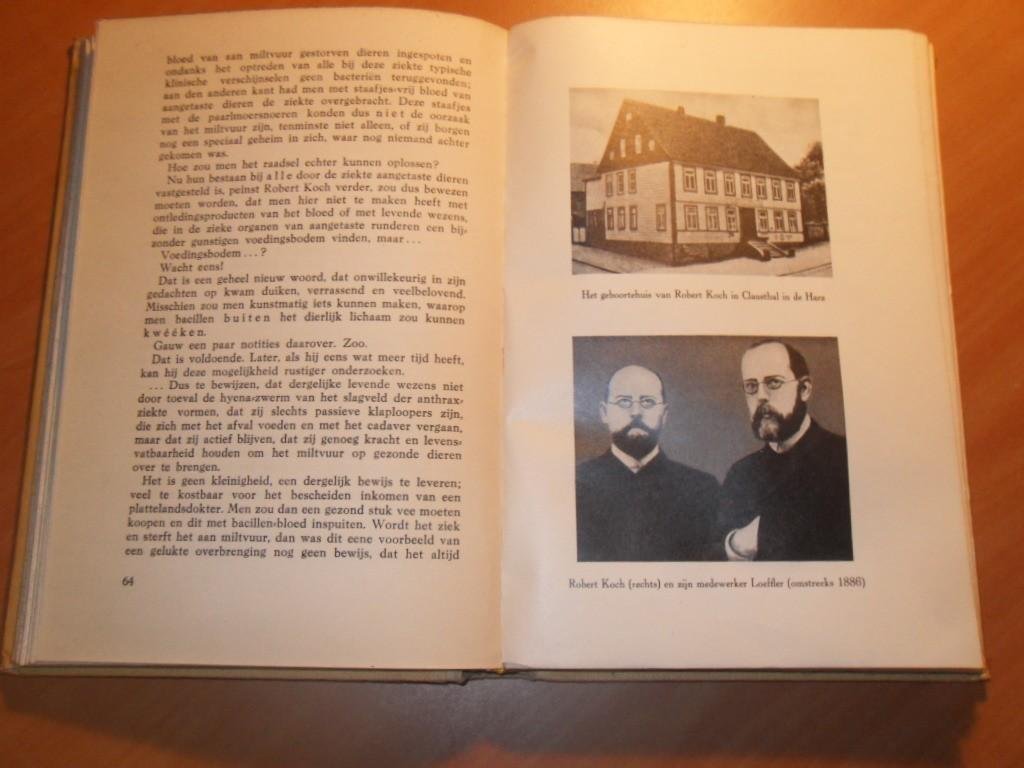 bloed van aan miltvuur gestorven dieren ingespoten en
ondanks het optreden van alle bij deze ziekte typische
klinische verschijnselen geen bacteriën teruggevonden;
aan den anderen kant had men met staafjes-vrij bloed van
aangetaste dieren de ziekte overgebracht. Deze staafjes
met de paarlmoersnoeren konden dus niet de oorzaak
van het miltvuur zijn, tenminste niet alleen, of zij borgen
nog een speciaal geheim in zich, waar nog niemand achter
gekomen was.
Hoe zou men het raadsel echter kunnen oplossen?
Nu hun bestaan bij alle door de ziekte aangetaste dieren
vastgesteld is, peinst Robert Koch verder, zou dus bewezen
moeten worden, dat men hier niet te maken heeft met
ontledingsproducten van het bloed of met levende wezens,
die in de zieke organen van aangetaste runderen een bij-
zonder gunstigen voedingsbodem vinden, maar...
Voedingsbodem...?
Wacht eens!
Dat is een geheel nieuw woord, dat onwillekeurig in zijn
gedachten op kwam duiken, verrassend en veelbelovend.
Misschien zou men kunstmatig iets kunnen maken, waarop
men bacillen buiten het dierlijk lichaam zou kunnen
kwééken.
Gauw een paar notities daarover. Zoo.
Dat is voldoende. Later, als hij eens wat meer tijd heeft,
kan hij deze mogelijkheid rustiger onderzoeken.
... Dus te bewijzen, dat dergelijke levende wezens niet
door toeval de hyena-zwerm van het slagveld der anthrax-
ziekte vormen, dat zij slechts passieve klaploopers zijn,
die zich met het afval voeden en met het cadaver vergaan,
maar dat zij actief blijven, dat zij genoeg kracht en levens-
vatbaarheid houden om het miltvuur op gezonde dieren
over te brengen.
Het is geen kleinigheid, een dergelijk bewijs te leveren;
veel te kostbaar voor het bescheiden inkomen van een
plattelandsdokter. Men zou dan een gezond stuk vee moeten
koopen en dit met bacillen-bloed inspuiten. Wordt het ziek
en sterft het aan miltvuur, dan was dit eene voorbeeld van
een gelukte overbrenging nog geen bewijs, dat het altijd
64
Het geboortehuis van Robert Koch in Clausthal in de Harz
Robert Koch (rechts) en zijn medewerker Loeffler (omstreeks 1886)